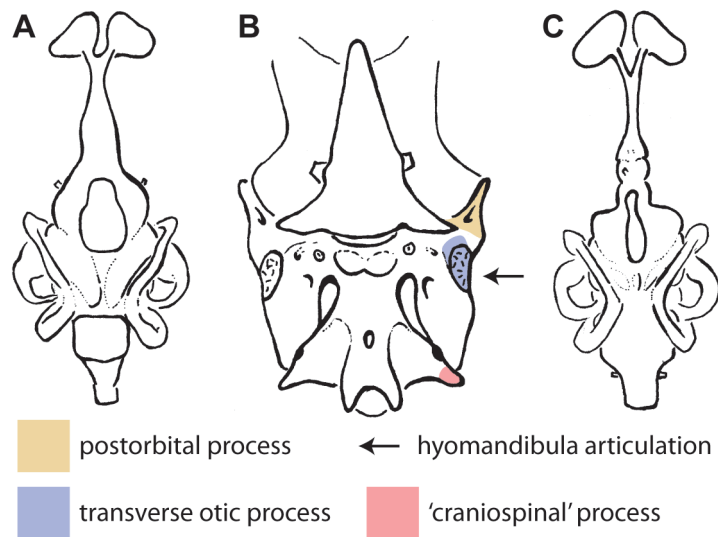 A B C
postorbital process hyomandibula articulation
transverse otic process 'craniospinal' process